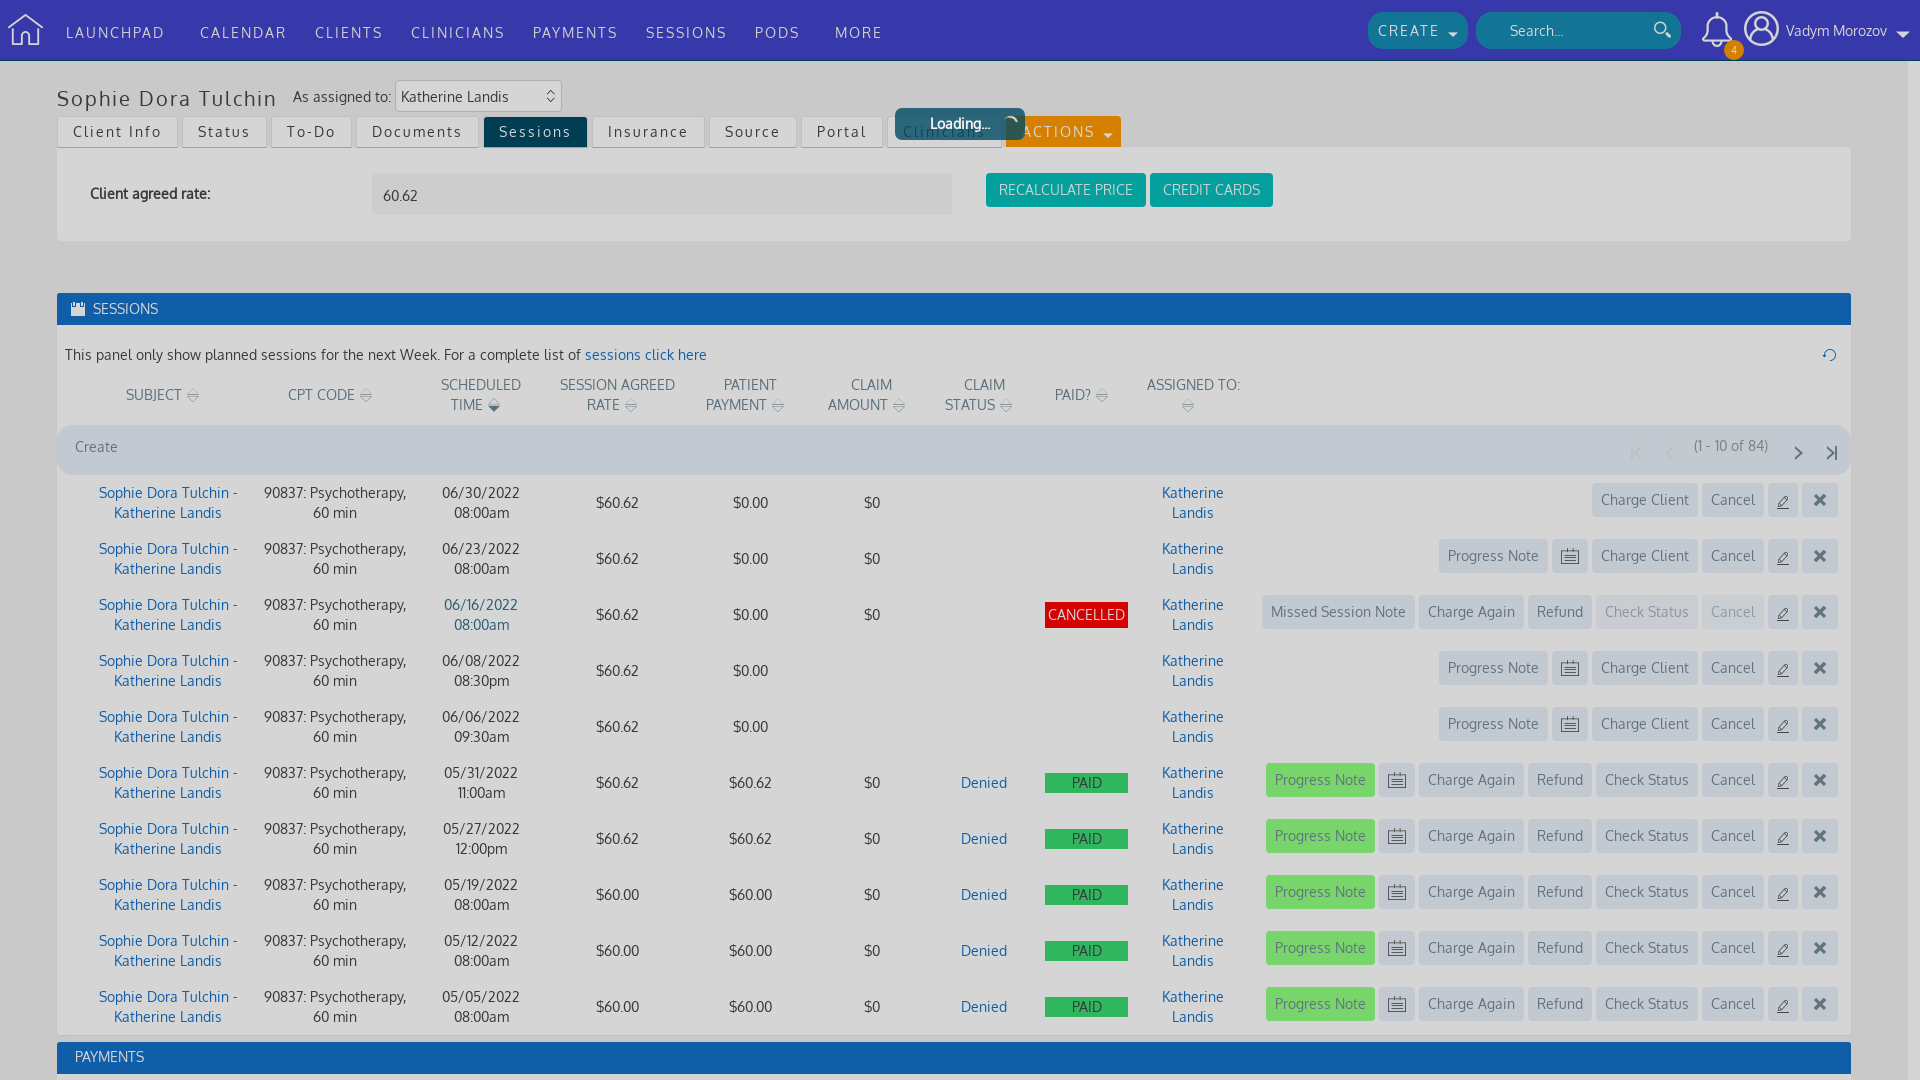 LAUNCHPAD CALENDAR CLIENTS CLINICIANS PAYMENTS SESSIONS PODS MORE CREATE Search... 4 Vadym Morozov
Sophie Dora Tulchin As assigned to: Katherine Landis
Loading...
Client Info Status To-Do Documents Sessions Insurance Source Portal Clinicians ACTIONS
Client agreed rate: 60.62 RECALCULATE PRICE CREDIT CARDS
SESSIONS
This panel only show planned sessions for the next Week. For a complete list of sessions click here
SUBJECT CPT CODE SCHEDULED TIME SESSION AGREED RATE PATIENT PAYMENT CLAIM AMOUNT CLAIM STATUS PAID? ASSIGNED TO:
Create (1 - 10 of 84)
Sophie Dora Tulchin - 90837: Psychotherapy, 06/30/2022 $60.62 $0.00 $0 Katherine Charge Client Cancel
Katherine Landis 60 min 08:00am Landis
Sophie Dora Tulchin - 90837: Psychotherapy, 06/23/2022 $60.62 $0.00 $0 Katherine Progress Note Charge Client Cancel
Katherine Landis 60 min 08:00am Landis
Sophie Dora Tulchin - 90837: Psychotherapy, 06/16/2022 $60.62 $0.00 $0 CANCELLED Katherine Missed Session Note Charge Again Refund Check Status Cancel
Katherine Landis 60 min 08:00am Landis
Sophie Dora Tulchin - 90837: Psychotherapy, 06/08/2022 $60.62 $0.00 Katherine Progress Note Charge Client Cancel
Katherine Landis 60 min 08:30pm Landis
Sophie Dora Tulchin - 90837: Psychotherapy, 06/06/2022 $60.62 $0.00 Katherine Progress Note Charge Client Cancel
Katherine Landis 60 min 09:30am Landis
Sophie Dora Tulchin - 90837: Psychotherapy, 05/31/2022 $60.62 $60.62 $0 Denied PAID Katherine Progress Note Charge Again Refund Check Status Cancel
Katherine Landis 60 min 11:00am Landis
Sophie Dora Tulchin - 90837: Psychotherapy, 05/27/2022 $60.62 $60.62 $0 Denied PAID Katherine Progress Note Charge Again Refund Check Status Cancel
Katherine Landis 60 min 12:00pm Landis
Sophie Dora Tulchin - 90837: Psychotherapy, 05/19/2022 $60.00 $60.00 $0 Denied PAID Katherine Progress Note Charge Again Refund Check Status Cancel
Katherine Landis 60 min 08:00am Landis
Sophie Dora Tulchin - 90837: Psychotherapy, 05/12/2022 $60.00 $60.00 $0 Denied PAID Katherine Progress Note Charge Again Refund Check Status Cancel
Katherine Landis 60 min 08:00am Landis
Sophie Dora Tulchin - 90837: Psychotherapy, 05/05/2022 $60.00 $60.00 $0 Denied PAID Katherine Progress Note Charge Again Refund Check Status Cancel
Katherine Landis 60 min 08:00am Landis
PAYMENTS